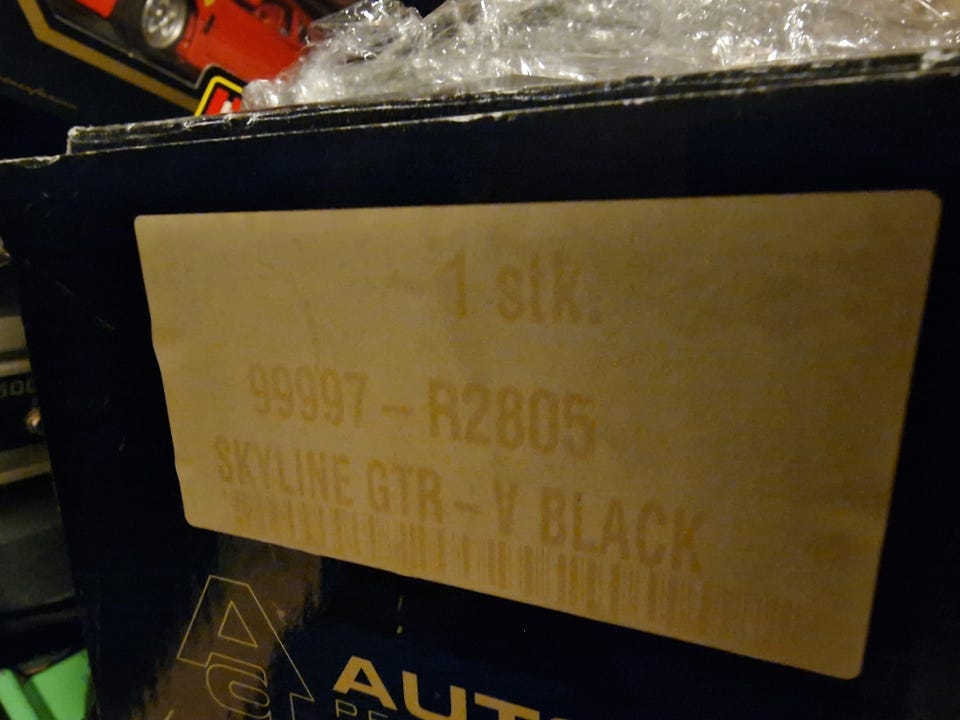 1 stk.
99997 - R2805
SKYLINE GTR - V BLACK
AUT